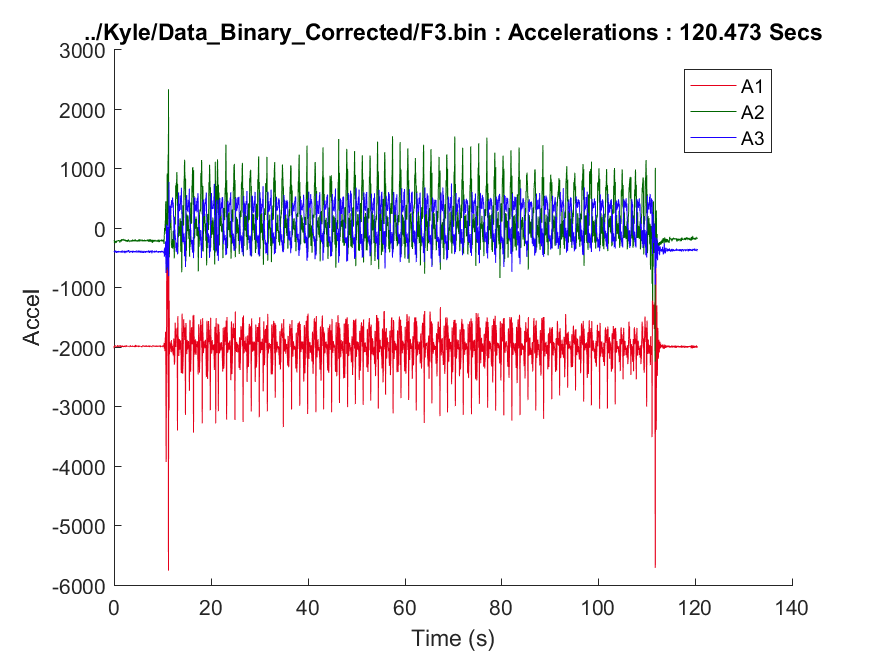 ../Kyle/Data_Binary_Corrected/F3.bin : Accelerations : 120.473 Secs
3000
2000
1000
0
-1000
-2000
-3000
-4000
-5000
-6000
Accel
A1
A2
A3
0 20 40 60 80 100 120 140
Time (s)